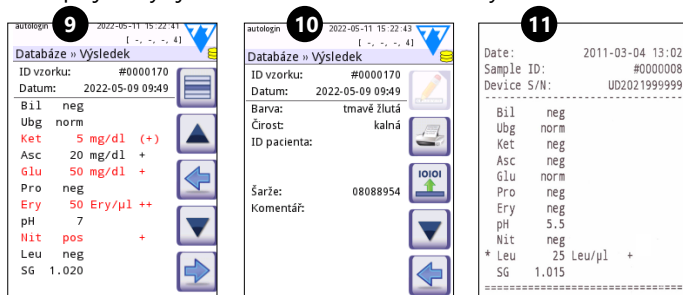 9
autologin 2022-05-11 15:22:41
[ -, -, -, 4]
Databáze » Výsledek
ID vzorku: #0000170
Datum: 2022-05-09 09:49
Bil neg
Ubg norm
Ket 5 mg/dl (+)
Asc 20 mg/dl +
Glu 50 mg/dl +
Pro neg
Ery 50 Ery/µl ++
pH 7
Nit pos +
Leu neg
SG 1.020
10
autologin 2022-05-11 15:22:43
[ -, -, -, 4]
Databáze » Výsledek
ID vzorku: #0000170
Datum: 2022-05-09 09:49
Barva: tmavě žlutá
Čirost: kalná
ID pacienta:
Šarže: 08088954
Komentář:
IOIOI
11
Date: 2011-03-04 13:02
Sample ID: #0000008
Device S/N: UD2021999999
Bil neg
Ubg norm
Ket neg
Asc neg
Glu norm
Pro neg
Ery neg
pH 5.5
Nit neg
* Leu 25 Leu/µl +
SG 1.015